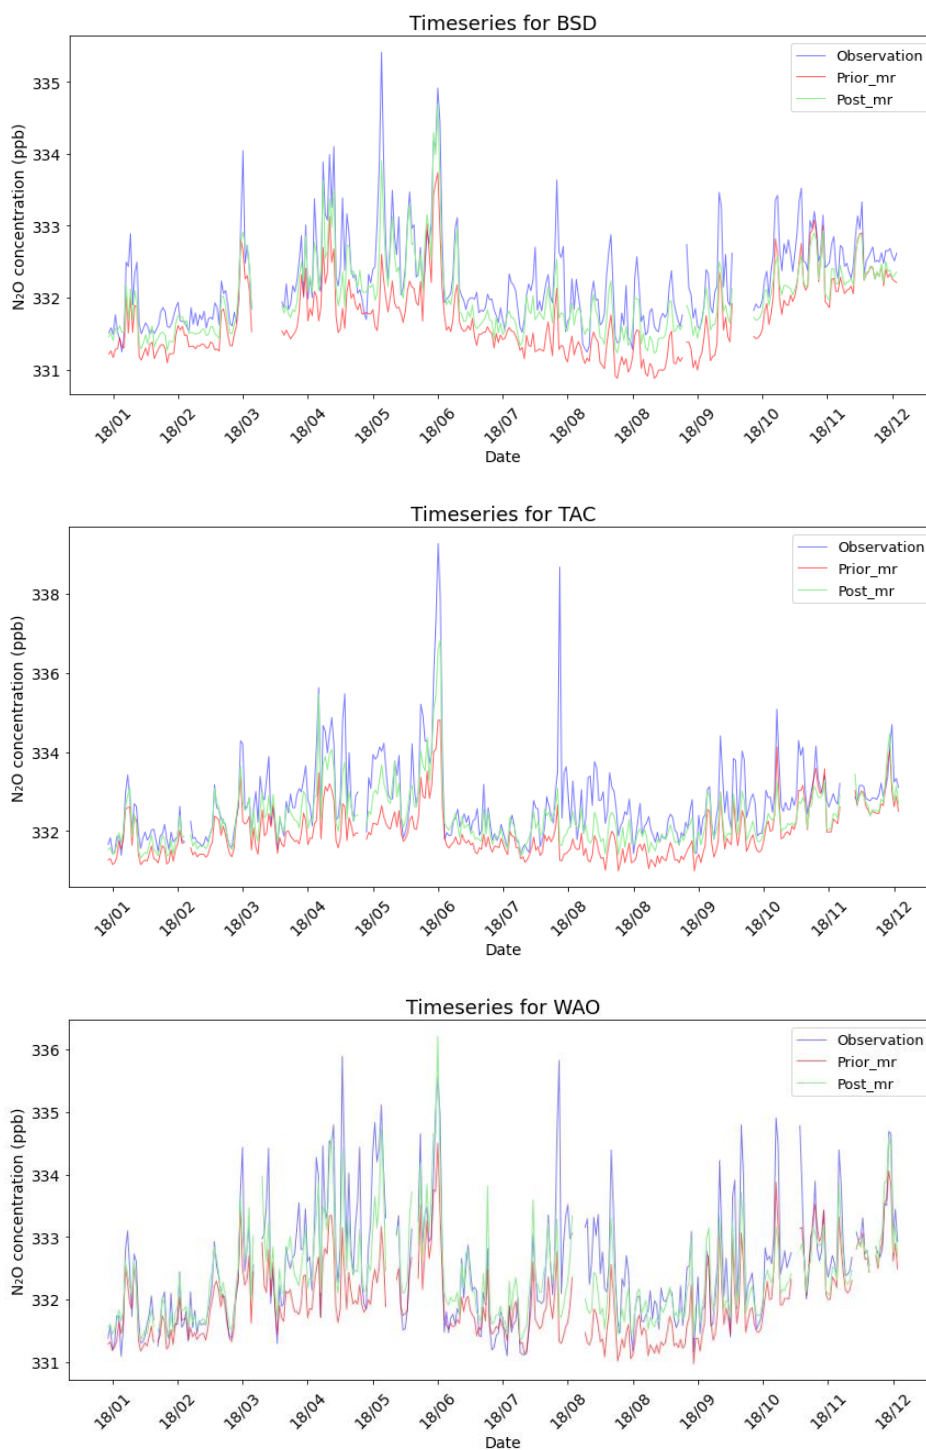 Timeseries for BSD
Observation
Prior_mr
Post_mr
N₂O concentration (ppb)
335
334
333
332
331
18/01 18/02 18/03 18/04 18/05 18/06 18/07 18/08 18/08 18/09 18/10 18/11 18/12
Date
Timeseries for TAC
Observation
Prior_mr
Post_mr
N₂O concentration (ppb)
338
336
334
332
18/01 18/02 18/03 18/04 18/05 18/06 18/07 18/08 18/08 18/09 18/10 18/11 18/12
Date
Timeseries for WAO
Observation
Prior_mr
Post_mr
N₂O concentration (ppb)
336
335
334
333
332
331
18/01 18/02 18/03 18/04 18/05 18/06 18/07 18/08 18/08 18/09 18/10 18/11 18/12
Date